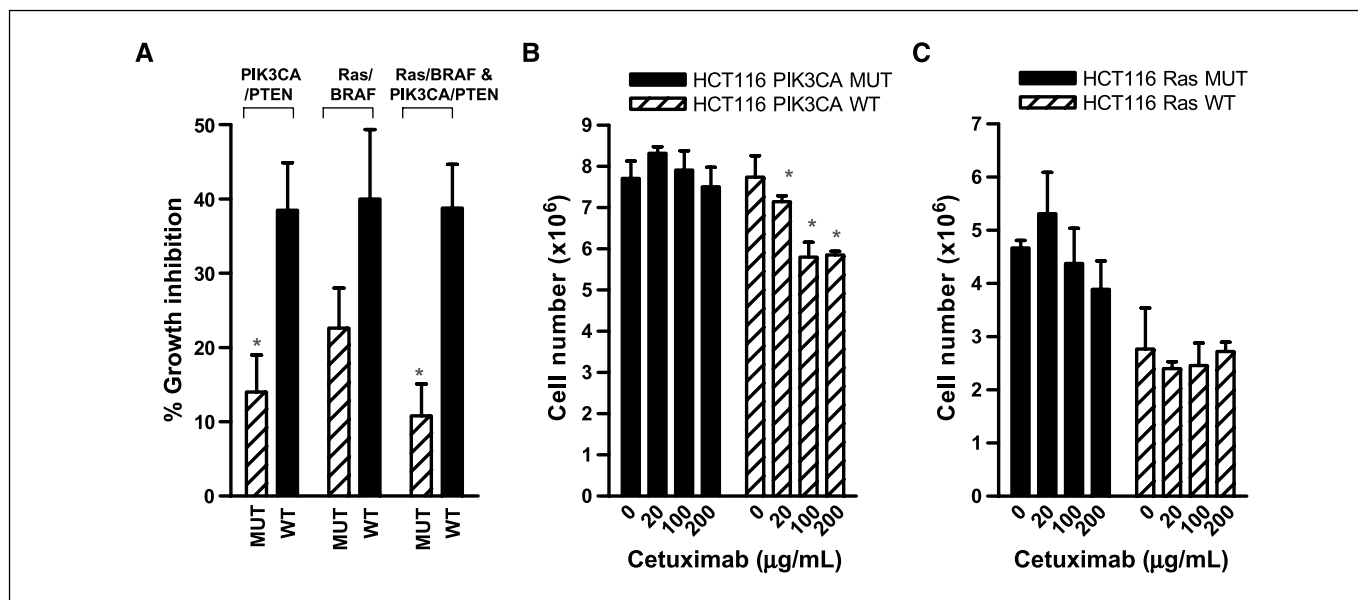 A
PIK3CA
/PTEN
Ras/
BRAF
Ras/BRAF &
PIK3CA/PTEN
% Growth inhibition
50
40
30
20
10
0
*
*
MUT
WT
MUT
WT
MUT
WT
B
HCT116 PIK3CA MUT
HCT116 PIK3CA WT
Cell number (x10⁶)
9
8
7
6
5
4
3
2
1
0
*
*
*
0
20
100
200
0
20
100
200
Cetuximab (μg/mL)
C
HCT116 Ras MUT
HCT116 Ras WT
Cell number (x10⁶)
7
6
5
4
3
2
1
0
0
20
100
200
0
20
100
200
Cetuximab (μg/mL)